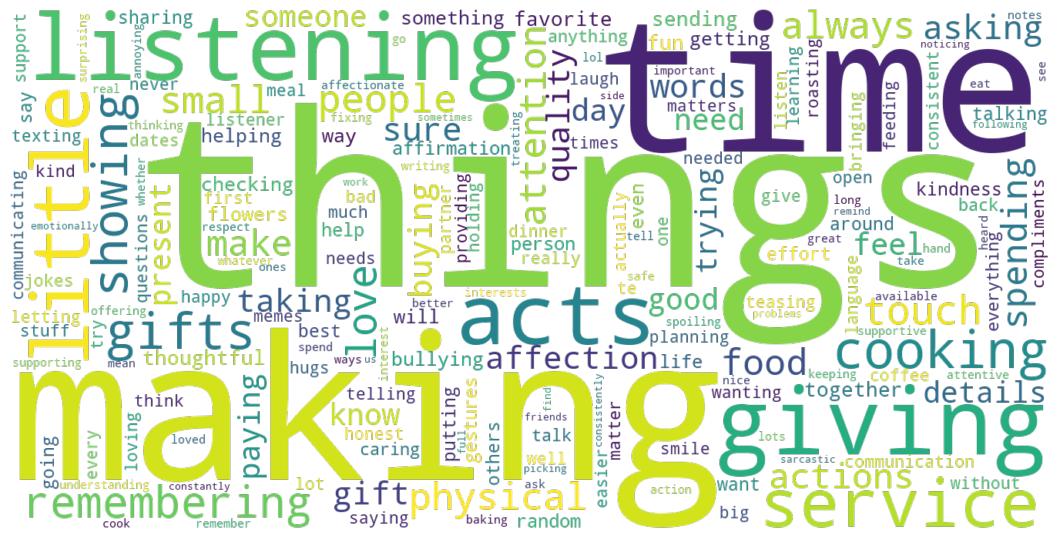 listening
time
things
making
little
showing
sharing
someone
something
favorite
sending
always
asking
notes
support
say
surprising
annoying
real
never
meal
affectionate
go
anything
lol
fun
getting
laugh
important
side
words
matters
need
day
quality
listen
learning
roasting
noticing
eat
see
consistent
talking
following
feeding
bringing
small
people
attention
listener
fixing
sometimes
helping
way
sure
affirmation
times
treating
texting
thinking
dates
kind
communicating
emotionally
present
questions
whether
checking
first
flowers
make
whatever
ones
respect
work
much
help
bad
needs
love
buying
writing
partner
providing
holding
dinner
person
really
even
actually
one
safe
tell
te
trying
needed
give
effort
great
long
remind
open
around
feel
hand
take
language
kindness
back
heard
everything
spending
compliments
jokes
letting
stuff
try
offering
supporting
mean
happy
gifts
taking
memes
thoughtful
best
spend
hugs
ways
us
interest
better
will
interests
bullying
acts
affection
good
spoiling
planning
life
teasing
problems
food
nice
wanting
touch
available
supportive
cooking
keeping
attentive
coffee
together
details
giving
think
going
every
loving
loved
paying
understanding
constantly
remembering
cook
remember
lot
gift
saying
telling
know
honest
caring
putting
full
gestures
others
talk
well
picking
ask
friends
find
consistently
easier
matter
smile
action
physical
baking
random
big
want
lots
sarcastic
communication
actions
without
service